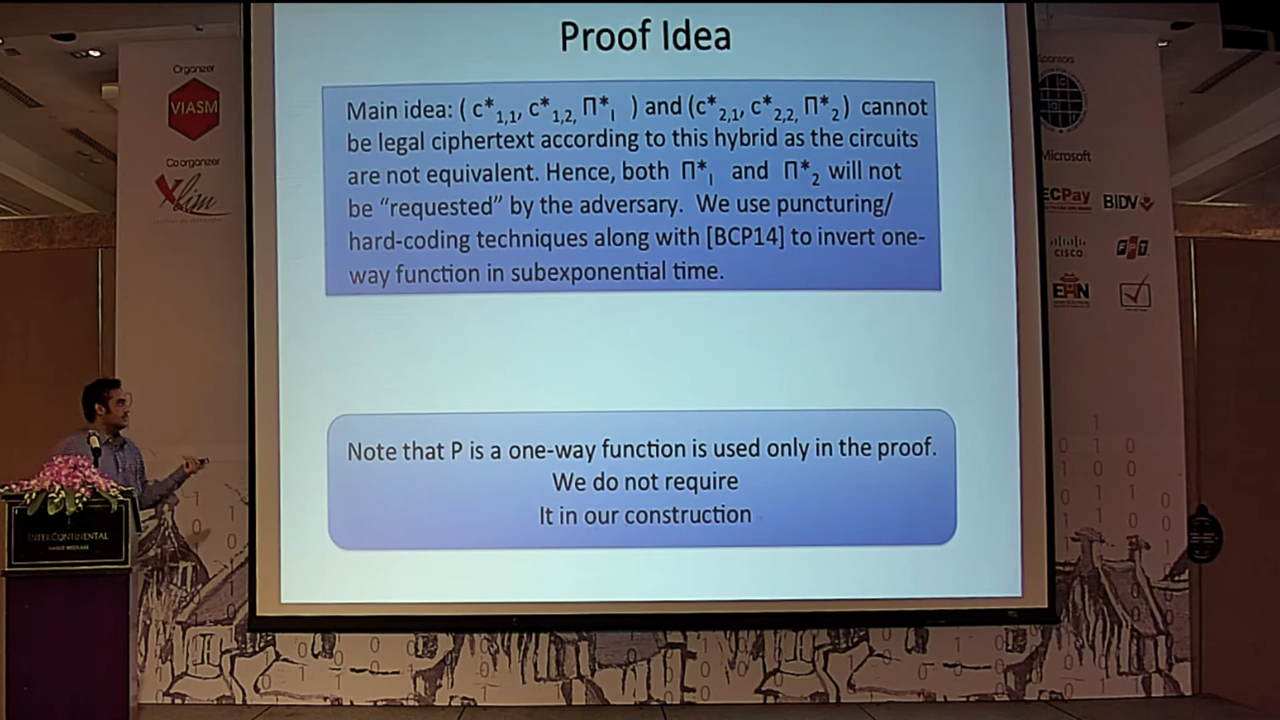 Proof Idea
Main idea: ( c*1,1, c*1,2, Π*1 ) and (c*2,1, c*2,2, Π*2) cannot
be legal ciphertext according to this hybrid as the circuits
are not equivalent. Hence, both Π*1 and Π*2 will not
be “requested” by the adversary. We use puncturing/
hard-coding techniques along with [BCP14] to invert one-
way function in subexponential time.
Note that P is a one-way function is used only in the proof.
We do not require
It in our construction
Organizer
VIASM
Co organizer
Xlim
Sponsors
Microsoft
ECPay
BIDV
CISCO
FPT
INTERCONTINENTAL
HANOI WESTLAKE